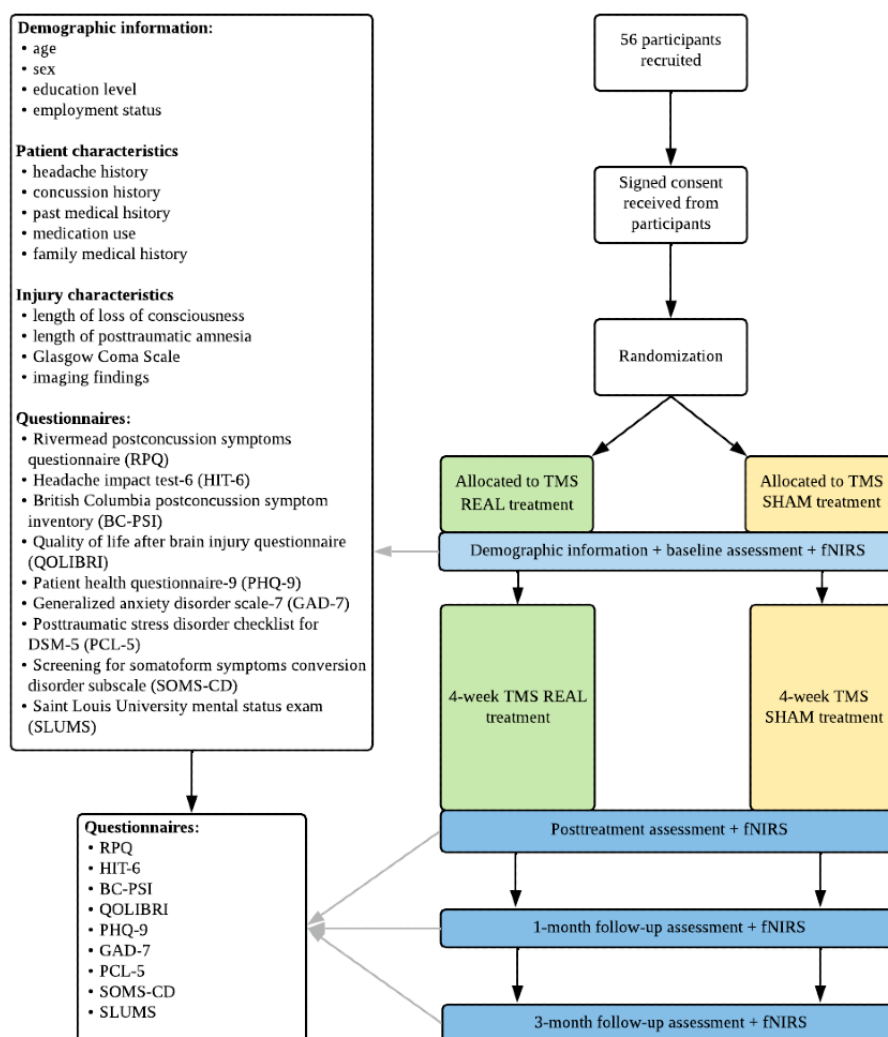 Demographic information:
• age
• sex
• education level
• employment status
Patient characteristics
• headache history
• concussion history
• past medical hsitory
• medication use
• family medical history
Injury characteristics
• length of loss of consciousness
• length of posttraumatic amnesia
• Glasgow Coma Scale
• imaging findings
Questionnaires:
• Rivermead postconcussion symptoms
questionnaire (RPQ)
• Headache impact test-6 (HIT-6)
• British Columbia postconcussion symptom
inventory (BC-PSI)
• Quality of life after brain injury questionnaire
(QOLIBRI)
• Patient health questionnaire-9 (PHQ-9)
• Generalized anxiety disorder scale-7 (GAD-7)
• Posttraumatic stress disorder checklist for
DSM-5 (PCL-5)
• Screening for somatoform symptoms conversion
disorder subscale (SOMS-CD)
• Saint Louis University mental status exam
(SLUMS)
Questionnaires:
• RPQ
• HIT-6
• BC-PSI
• QOLIBRI
• PHQ-9
• GAD-7
• PCL-5
• SOMS-CD
• SLUMS
56 participants
recruited
Signed consent
received from
participants
Randomization
Allocated to TMS
REAL treatment
Allocated to TMS
SHAM treatment
Demographic information + baseline assessment + fNIRS
4-week TMS REAL
treatment
4-week TMS
SHAM treatment
Posttreatment assessment + fNIRS
1-month follow-up assessment + fNIRS
3-month follow-up assessment + fNIRS